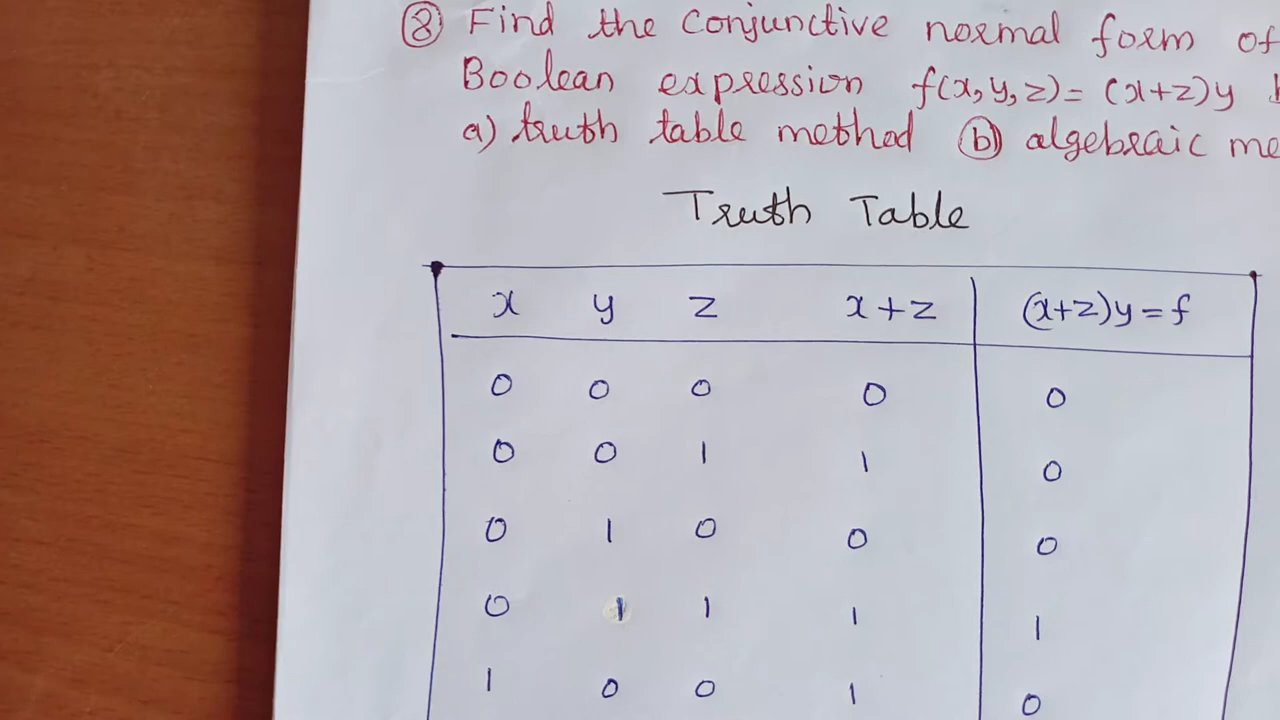 ⑧ Find the Conjunctive normal form of
Boolean expression f(x,y,z)= (x+z)y
a) truth table method ⓑ algebraic me
Truth Table
x y z x+z (x+z)y=f
0 0 0 0 0
0 0 1 1 0
0 1 0 0 0
0 1 1 1 1
1 0 0 1 0